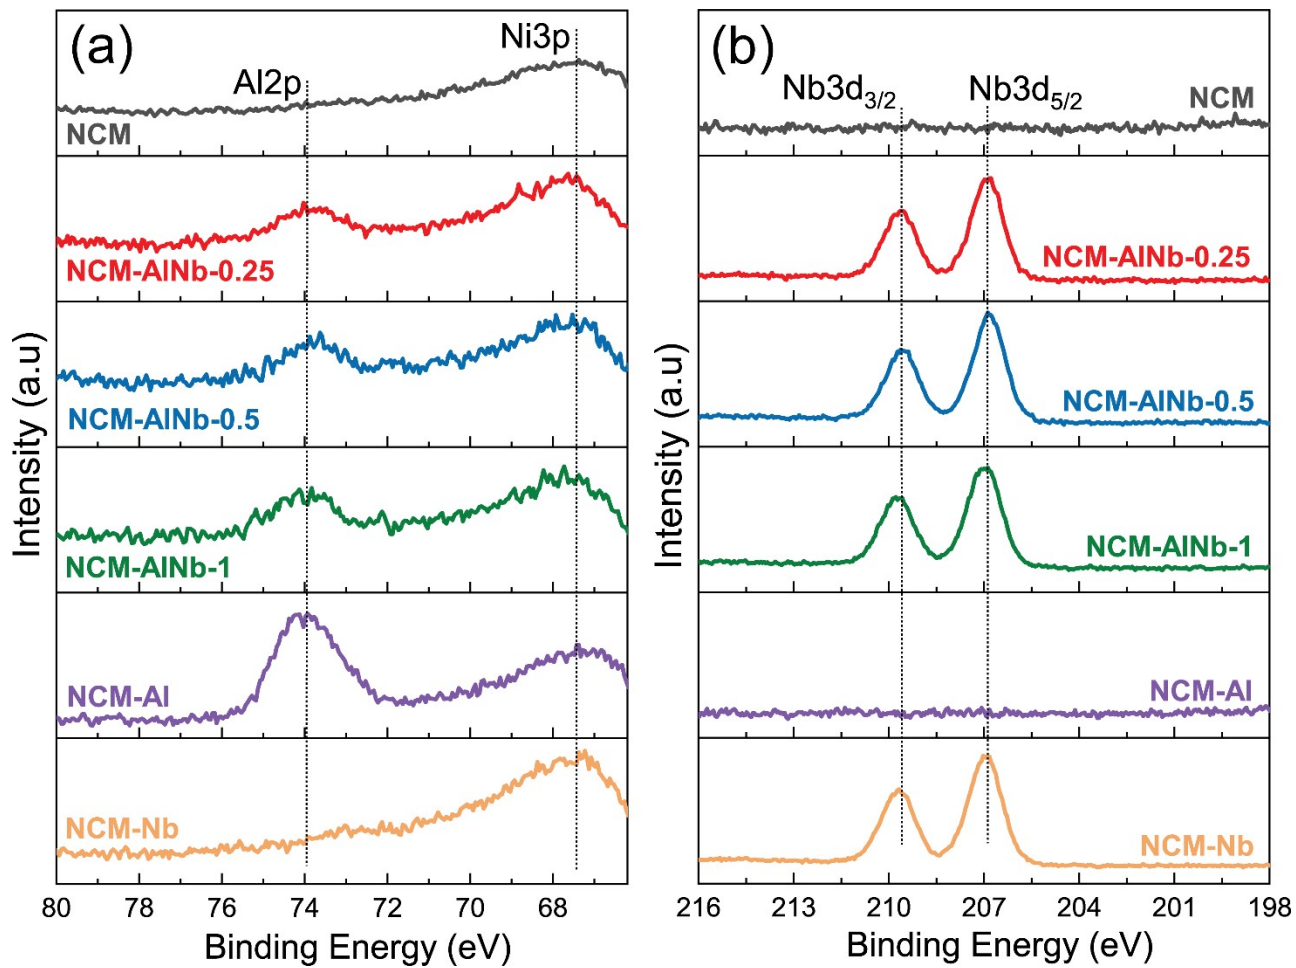 (a)
Ni3p
Al2p
NCM
NCM-AlNb-0.25
NCM-AlNb-0.5
NCM-AlNb-1
NCM-Al
NCM-Nb
Intensity (a.u)
80 78 76 74 72 70 68
Binding Energy (eV)
(b)
Nb3d3/2 Nb3d5/2
NCM
NCM-AlNb-0.25
NCM-AlNb-0.5
NCM-AlNb-1
NCM-Al
NCM-Nb
Intensity (a.u)
216 213 210 207 204 201 198
Binding Energy (eV)